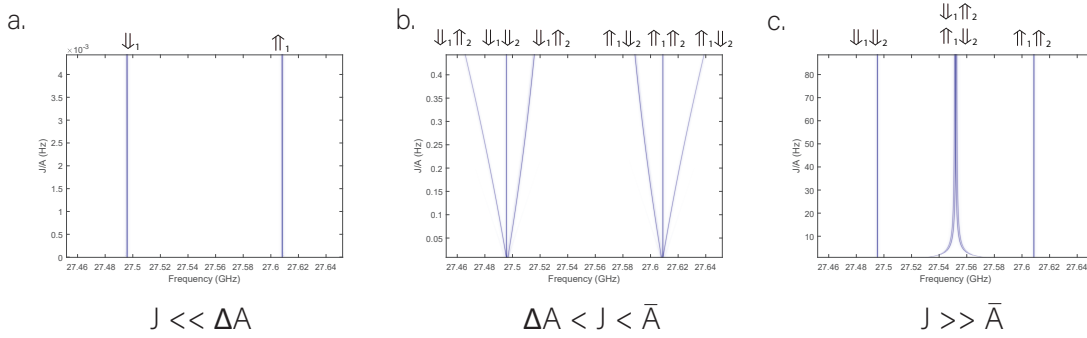 a.
⇓₁ ⇑₁
×10⁻³
4
3.5
3
2.5
2
1.5
1
0.5
0
J/A (Hz)
27.46 27.48 27.5 27.52 27.54 27.56 27.58 27.6 27.62 27.64
Frequency (GHz)
J << ΔA
b.
⇓₁⇑₂ ⇓₁⇓₂ ⇓₁⇑₂ ⇑₁⇓₂ ⇑₁⇑₂ ⇑₁⇓₂
0.4
0.35
0.3
0.25
0.2
0.15
0.1
0.05
J/A (Hz)
27.46 27.48 27.5 27.52 27.54 27.56 27.58 27.6 27.62 27.64
Frequency (GHz)
ΔA < J < A̅
c.
⇓₁⇑₂
⇓₁⇓₂ ⇑₁⇓₂ ⇑₁⇑₂
80
70
60
50
40
30
20
10
J/A (Hz)
27.46 27.48 27.5 27.52 27.54 27.56 27.58 27.6 27.62 27.64
Frequency (GHz)
J >> A̅